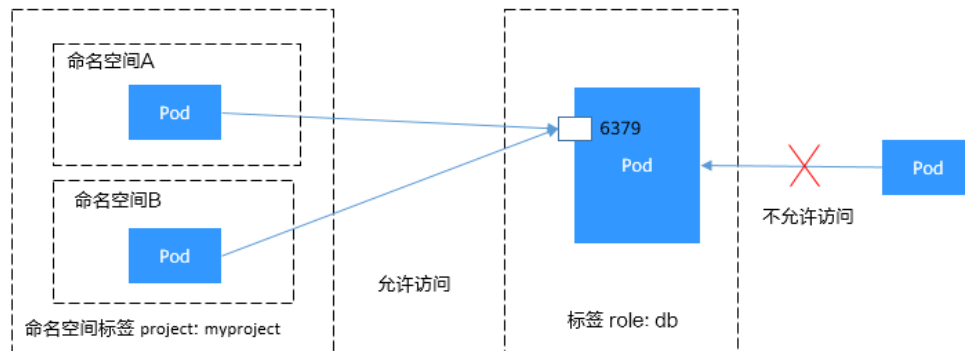 命名空间A
Pod
命名空间B
Pod
命名空间标签 project: myproject
允许访问
6379
Pod
标签 role: db
Pod
不允许访问